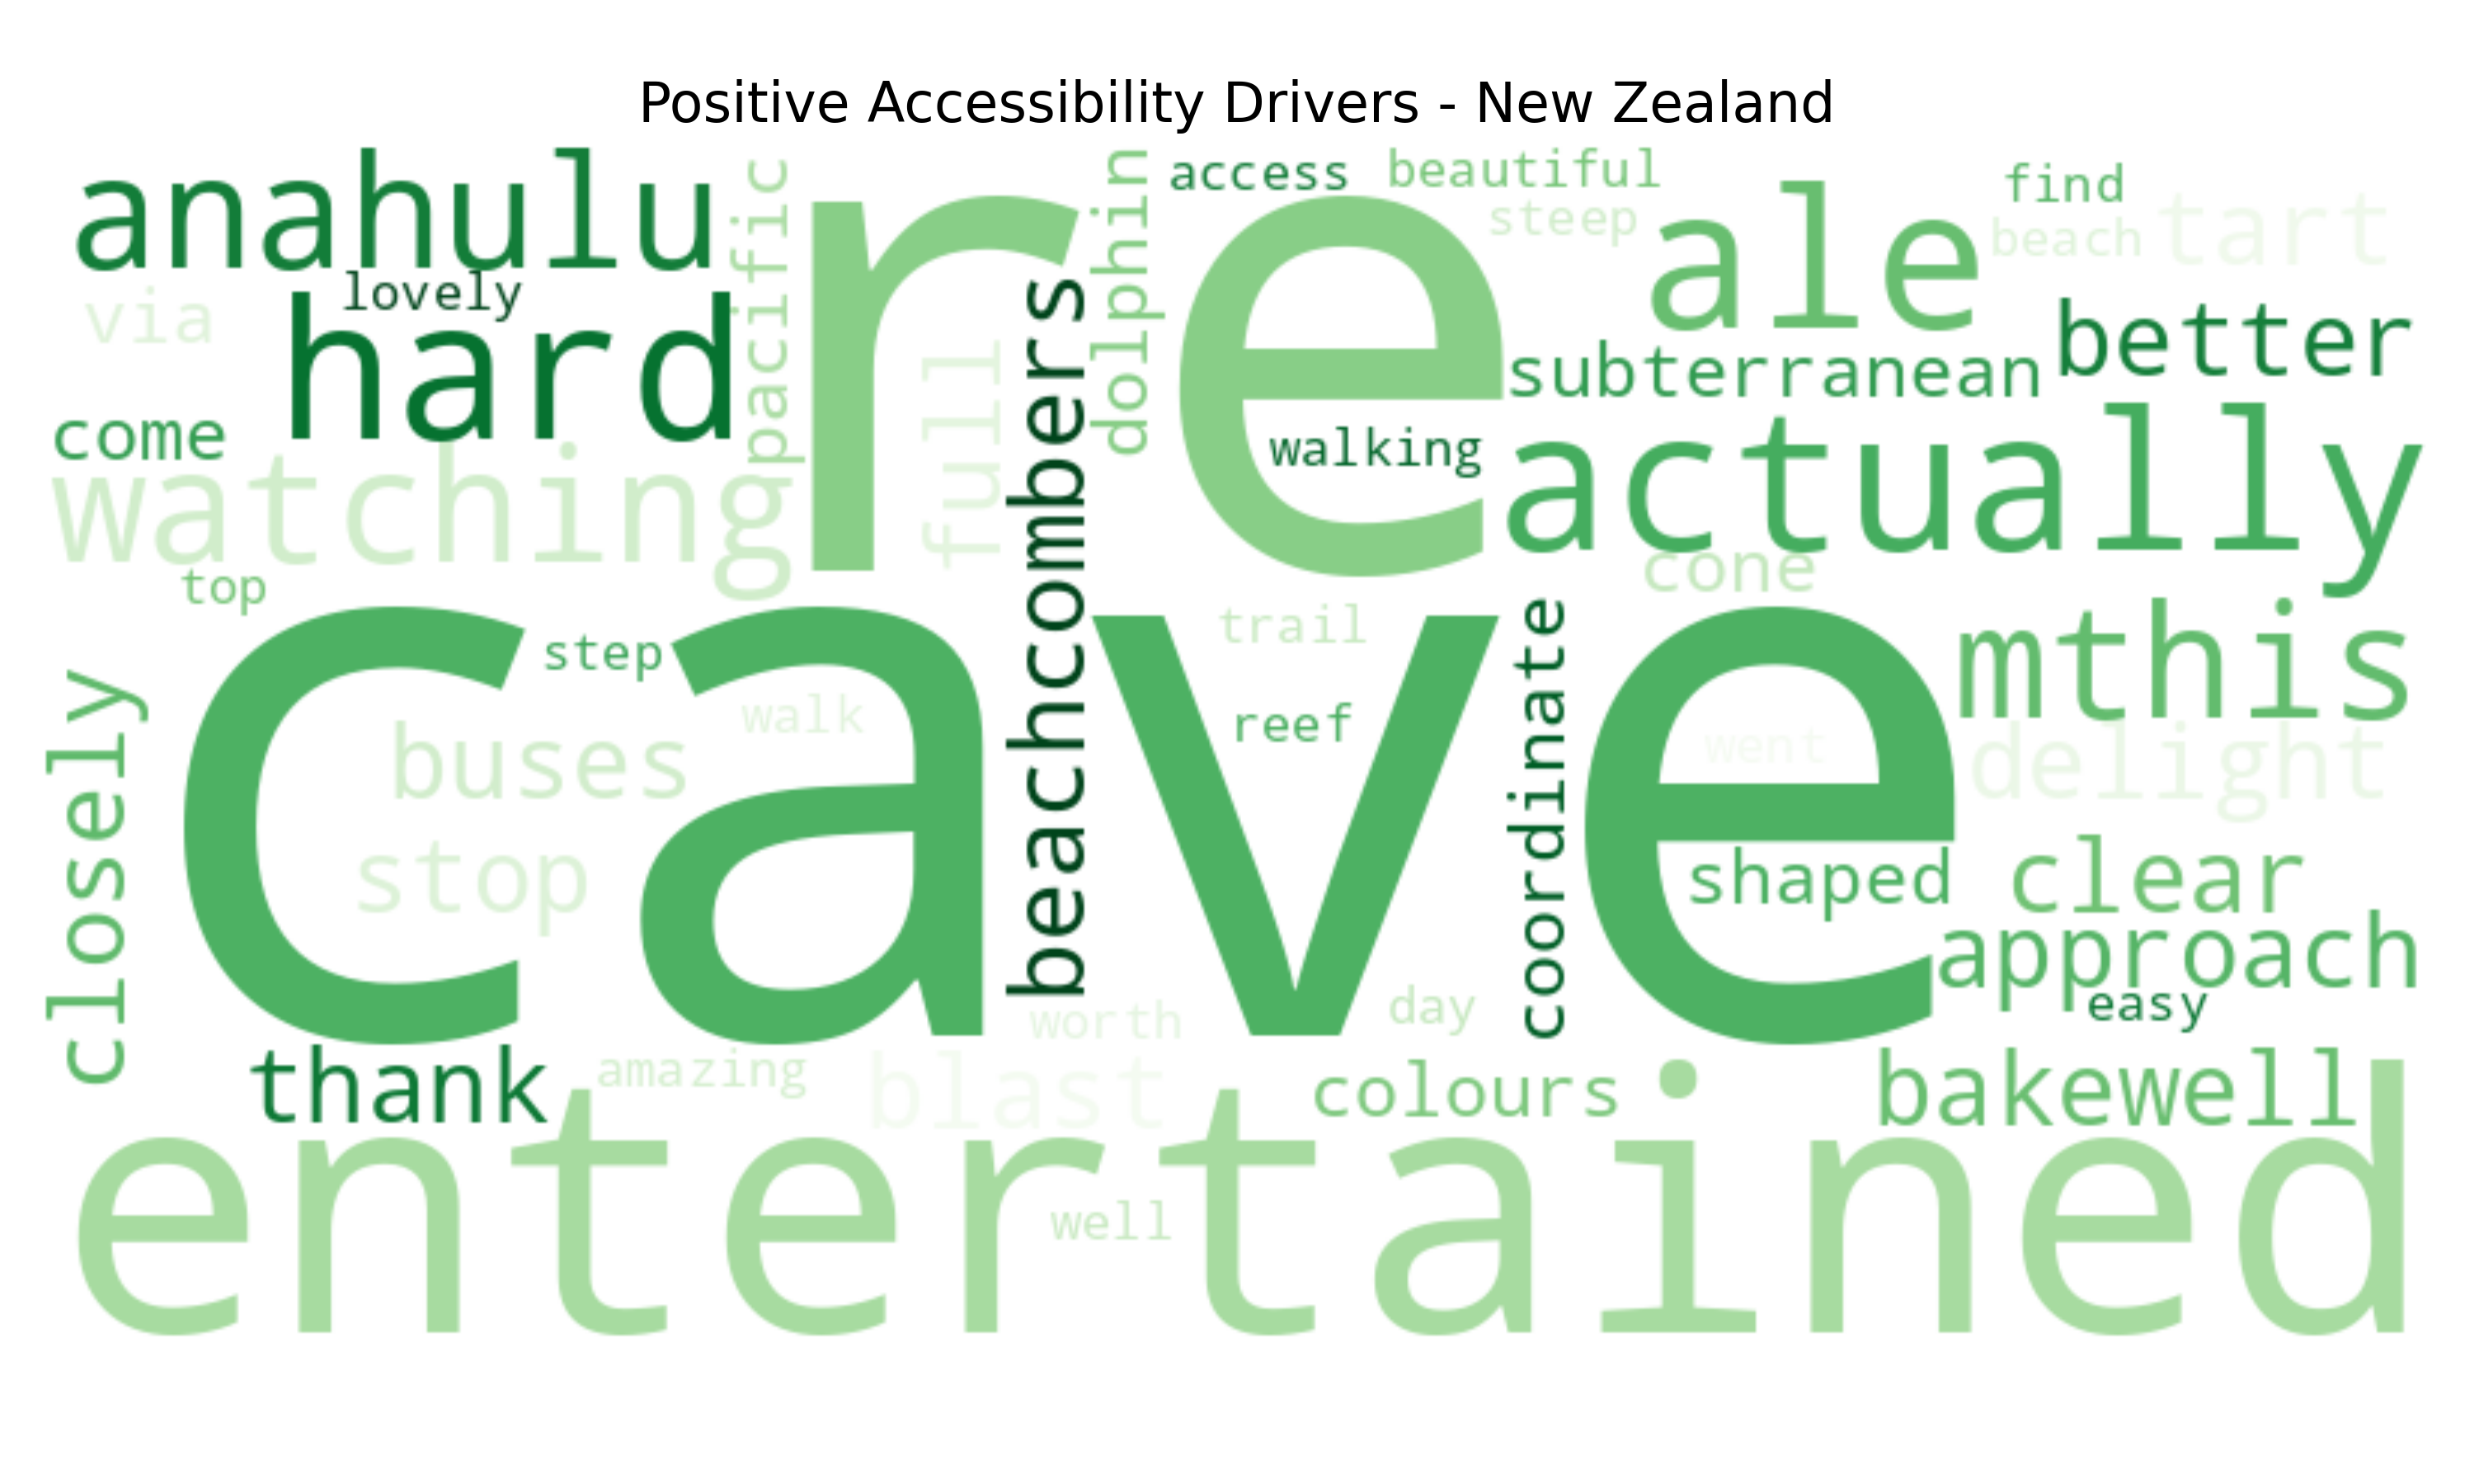 Positive Accessibility Drivers - New Zealand
anahulu
pacific
dolphin
access
beautiful
find
steep
beach
tart
ale
re
lovely
via
hard
full
beachcombers
subterranean
better
come
walking
actually
watching
cone
top
step
trail
coordinate
mthis
closely
cave
walk
reef
went
delight
buses
stop
shaped
clear
approach
worth
day
easy
thank
amazing
blast
colours
bakewell
entertained
well